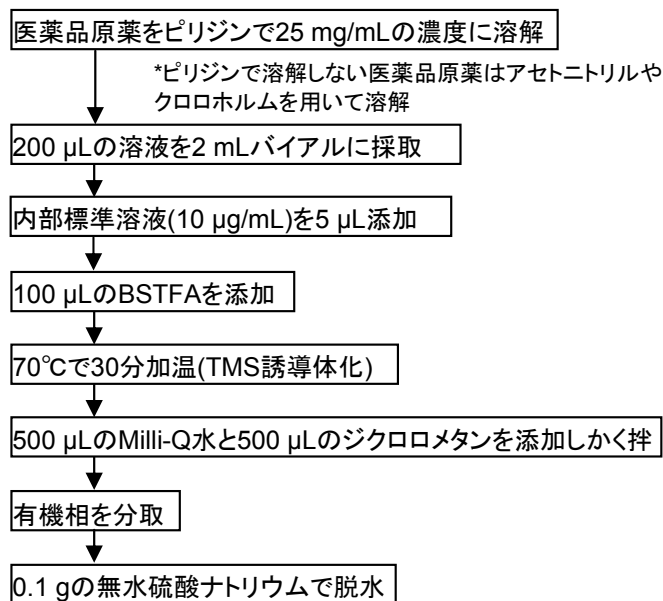 医薬品原薬をピリジンで25 mg/mLの濃度に溶解
*ピリジンで溶解しない医薬品原薬はアセトニトリルや
クロロホルムを用いて溶解
200 µLの溶液を2 mLバイアルに採取
内部標準溶液(10 µg/mL)を5 µL添加
100 µLのBSTFAを添加
70℃で30分加温(TMS誘導体化)
500 µLのMilli-Q水と500 µLのジクロロメタンを添加しかく拌
有機相を分取
0.1 gの無水硫酸ナトリウムで脱水